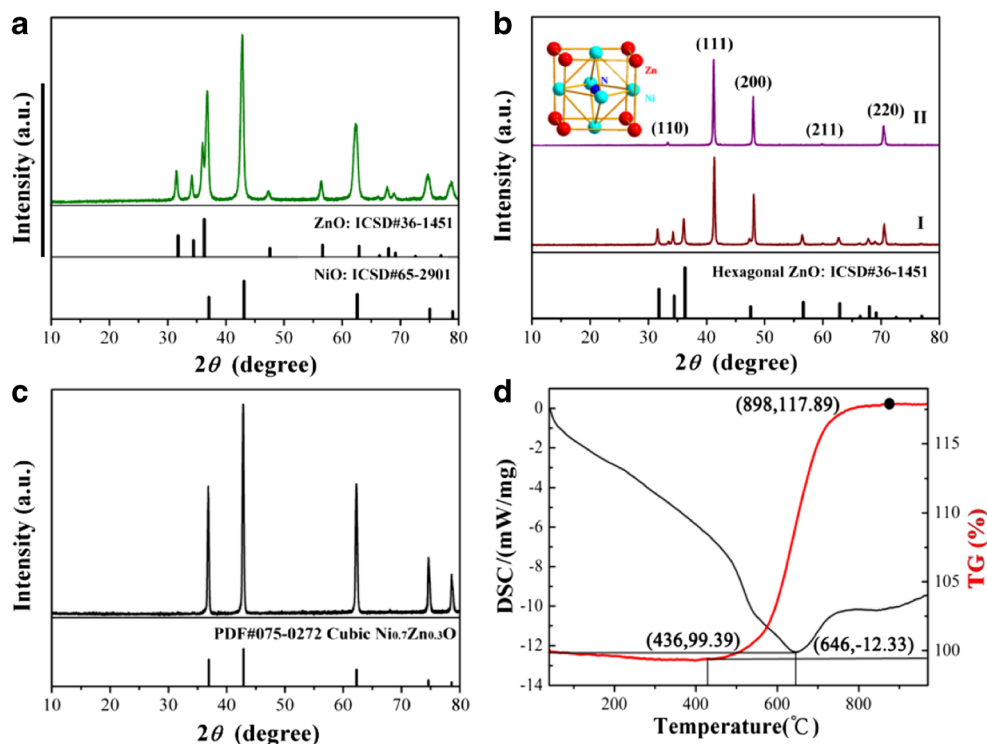 a
Intensity (a.u.)
ZnO: ICSD#36-1451
NiO: ICSD#65-2901
10 20 30 40 50 60 70 80
2θ (degree)
b
Intensity (a.u.)
Zn
N
Ni
(110)
(111)
(200)
(211)
(220)
II
I
Hexagonal ZnO: ICSD#36-1451
10 20 30 40 50 60 70 80
2θ (degree)
c
Intensity (a.u.)
PDF#075-0272 Cubic Ni₀.₇Zn₀.₃O
10 20 30 40 50 60 70 80
2θ (degree)
d
DSC/(mW/mg)
0
-2
-4
-6
-8
-10
-12
-14
(898,117.89)
(436,99.39)
(646,-12.33)
200 400 600 800
Temperature(℃)
115
110
105
100
TG (%)